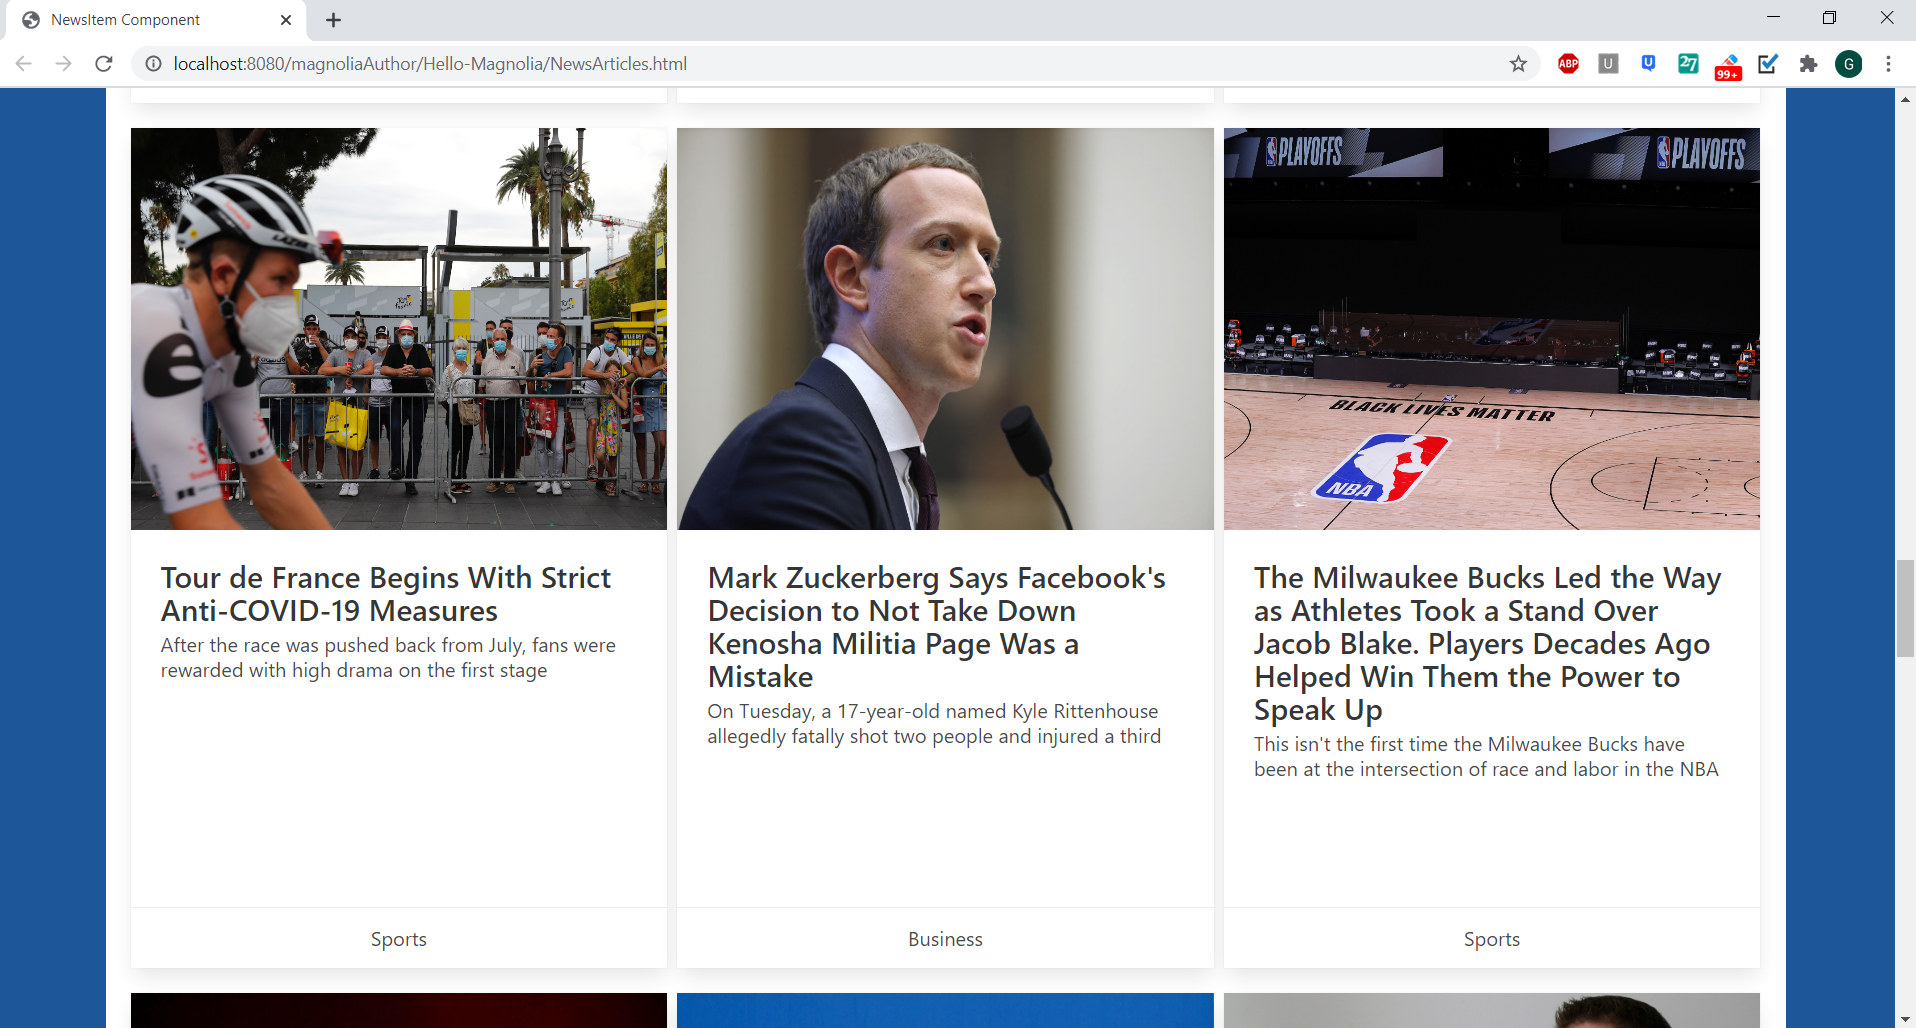 NewsItem Component
localhost:8080/magnoliaAuthor/Hello-Magnolia/NewsArticles.html
ABP
U
U
27
99+
G
LAZER
PLAYOFFS
PLAYOFFS
BLACK LIVES MATTER
NBA
Tour de France Begins With Strict
Anti-COVID-19 Measures
After the race was pushed back from July, fans were
rewarded with high drama on the first stage
Sports
Mark Zuckerberg Says Facebook's
Decision to Not Take Down
Kenosha Militia Page Was a
Mistake
On Tuesday, a 17-year-old named Kyle Rittenhouse
allegedly fatally shot two people and injured a third
Business
The Milwaukee Bucks Led the Way
as Athletes Took a Stand Over
Jacob Blake. Players Decades Ago
Helped Win Them the Power to
Speak Up
This isn't the first time the Milwaukee Bucks have
been at the intersection of race and labor in the NBA
Sports